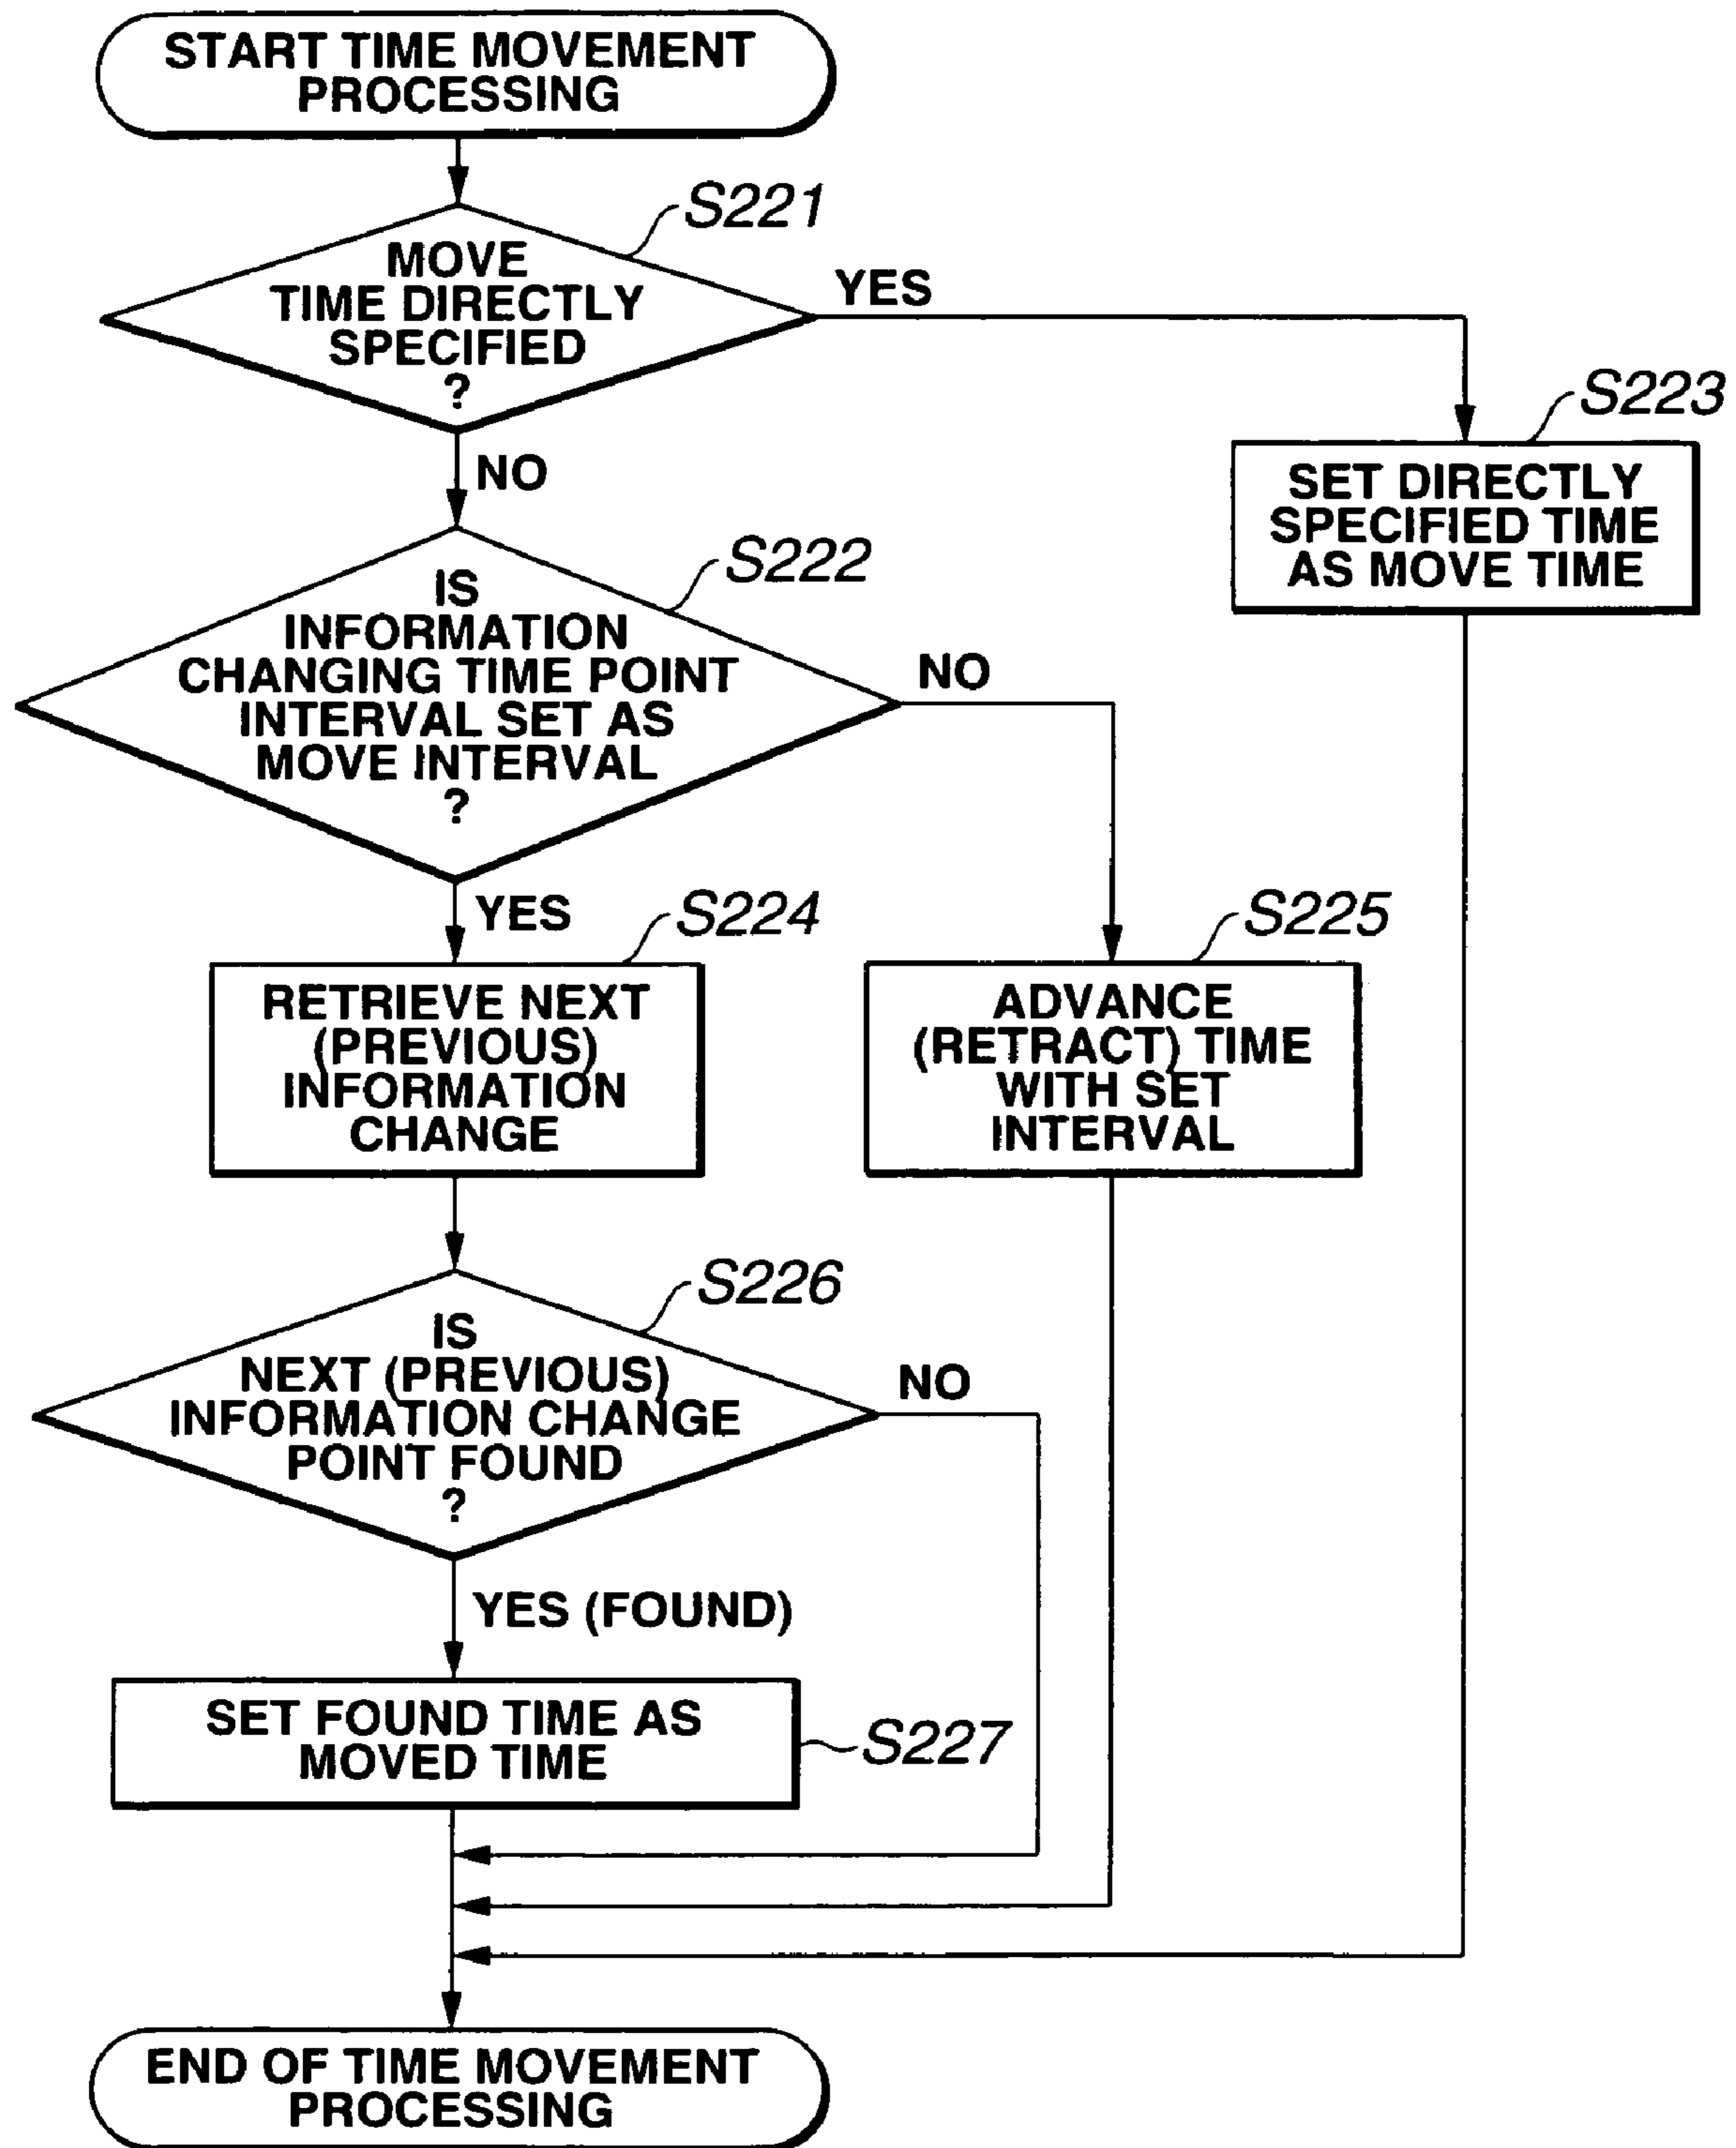 START TIME MOVEMENT
PROCESSING
S221
MOVE
TIME DIRECTLY
SPECIFIED
?
YES
NO
S223
SET DIRECTLY
SPECIFIED TIME
AS MOVE TIME
S222
IS
INFORMATION
CHANGING TIME POINT
INTERVAL SET AS
MOVE INTERVAL
?
NO
YES
S224
RETRIEVE NEXT
(PREVIOUS)
INFORMATION
CHANGE
S225
ADVANCE
(RETRACT) TIME
WITH SET
INTERVAL
S226
IS
NEXT (PREVIOUS)
INFORMATION CHANGE
POINT FOUND
?
NO
YES (FOUND)
SET FOUND TIME AS
MOVED TIME
S227
END OF TIME MOVEMENT
PROCESSING